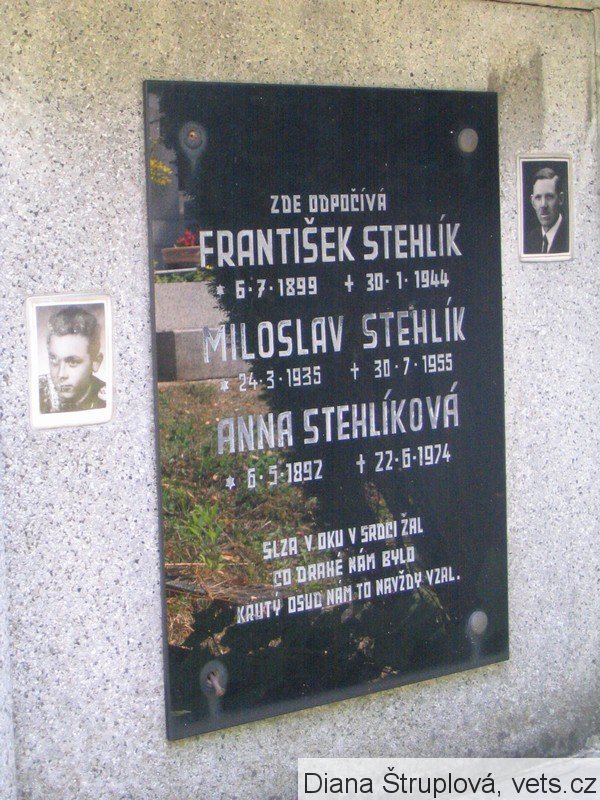 ZDE ODPOČÍVÁ
FRANTIŠEK STEHLÍK
* 6·7·1899 † 30·1·1944
MILOSLAV STEHLÍK
* 24·3·1935 † 30·7·1955
ANNA STEHLÍKOVÁ
* 6·5·1892 † 22·6·1974
SLZA V OKU V SRDCI ŽAL
CO DRAHÉ NÁM BYLO
KRUTÝ OSUD NÁM TO NAVŽDY VZAL.
Diana Štruplová, vets.cz